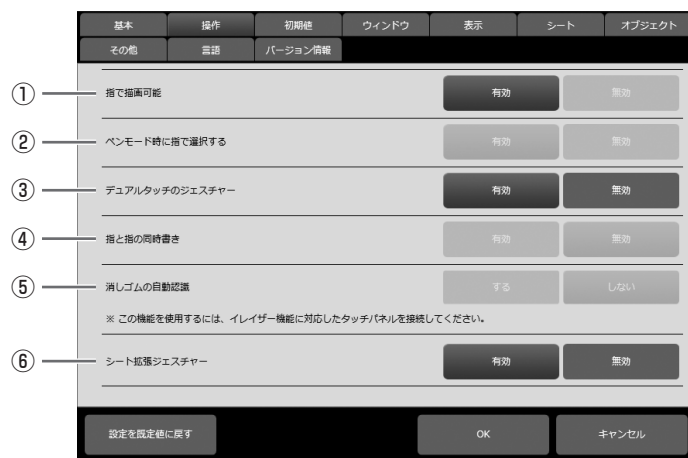 基本 操作 初期値 ウィンドウ 表示 シート オブジェクト
その他 言語 バージョン情報
① 指で描画可能 有効 無効
② ペンモード時に指で選択する 有効 無効
③ デュアルタッチのジェスチャー 有効 無効
④ 指と指の同時書き 有効 無効
⑤ 消しゴムの自動認識 する しない
※ この機能を使用するには、イレイザー機能に対応したタッチパネルを接続してください。
⑥ シート拡張ジェスチャー 有効 無効
設定を既定値に戻す OK キャンセル